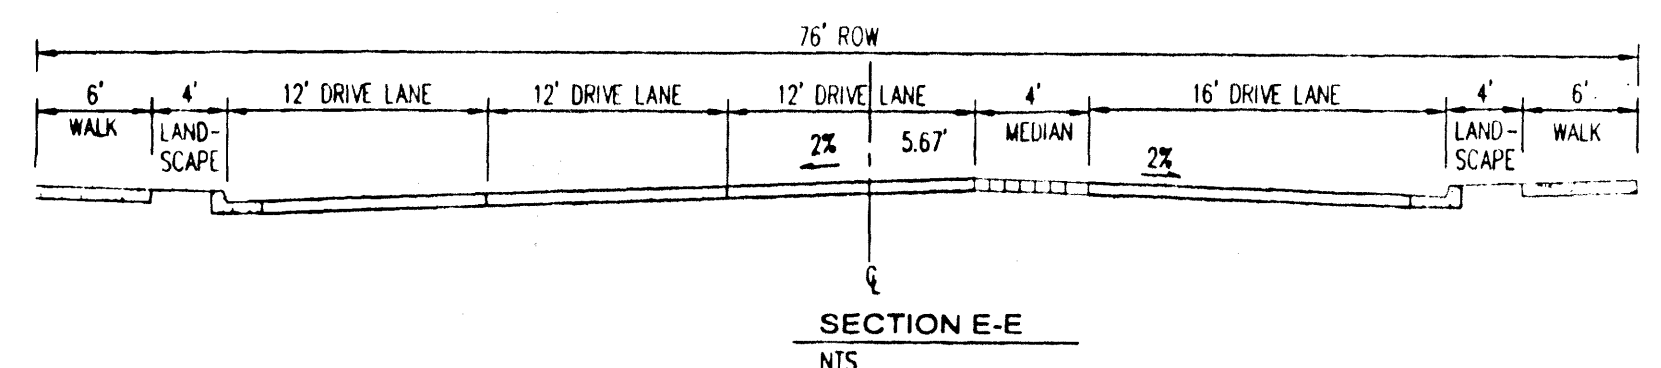 76' ROW
6' 4' 12' DRIVE LANE 12' DRIVE LANE 12' DRIVE LANE 4' 16' DRIVE LANE 4' 6'
WALK LAND- 2% 5.67' MEDIAN 2% LAND- WALK
SCAPE SCAPE
℄
SECTION E-E
NTS